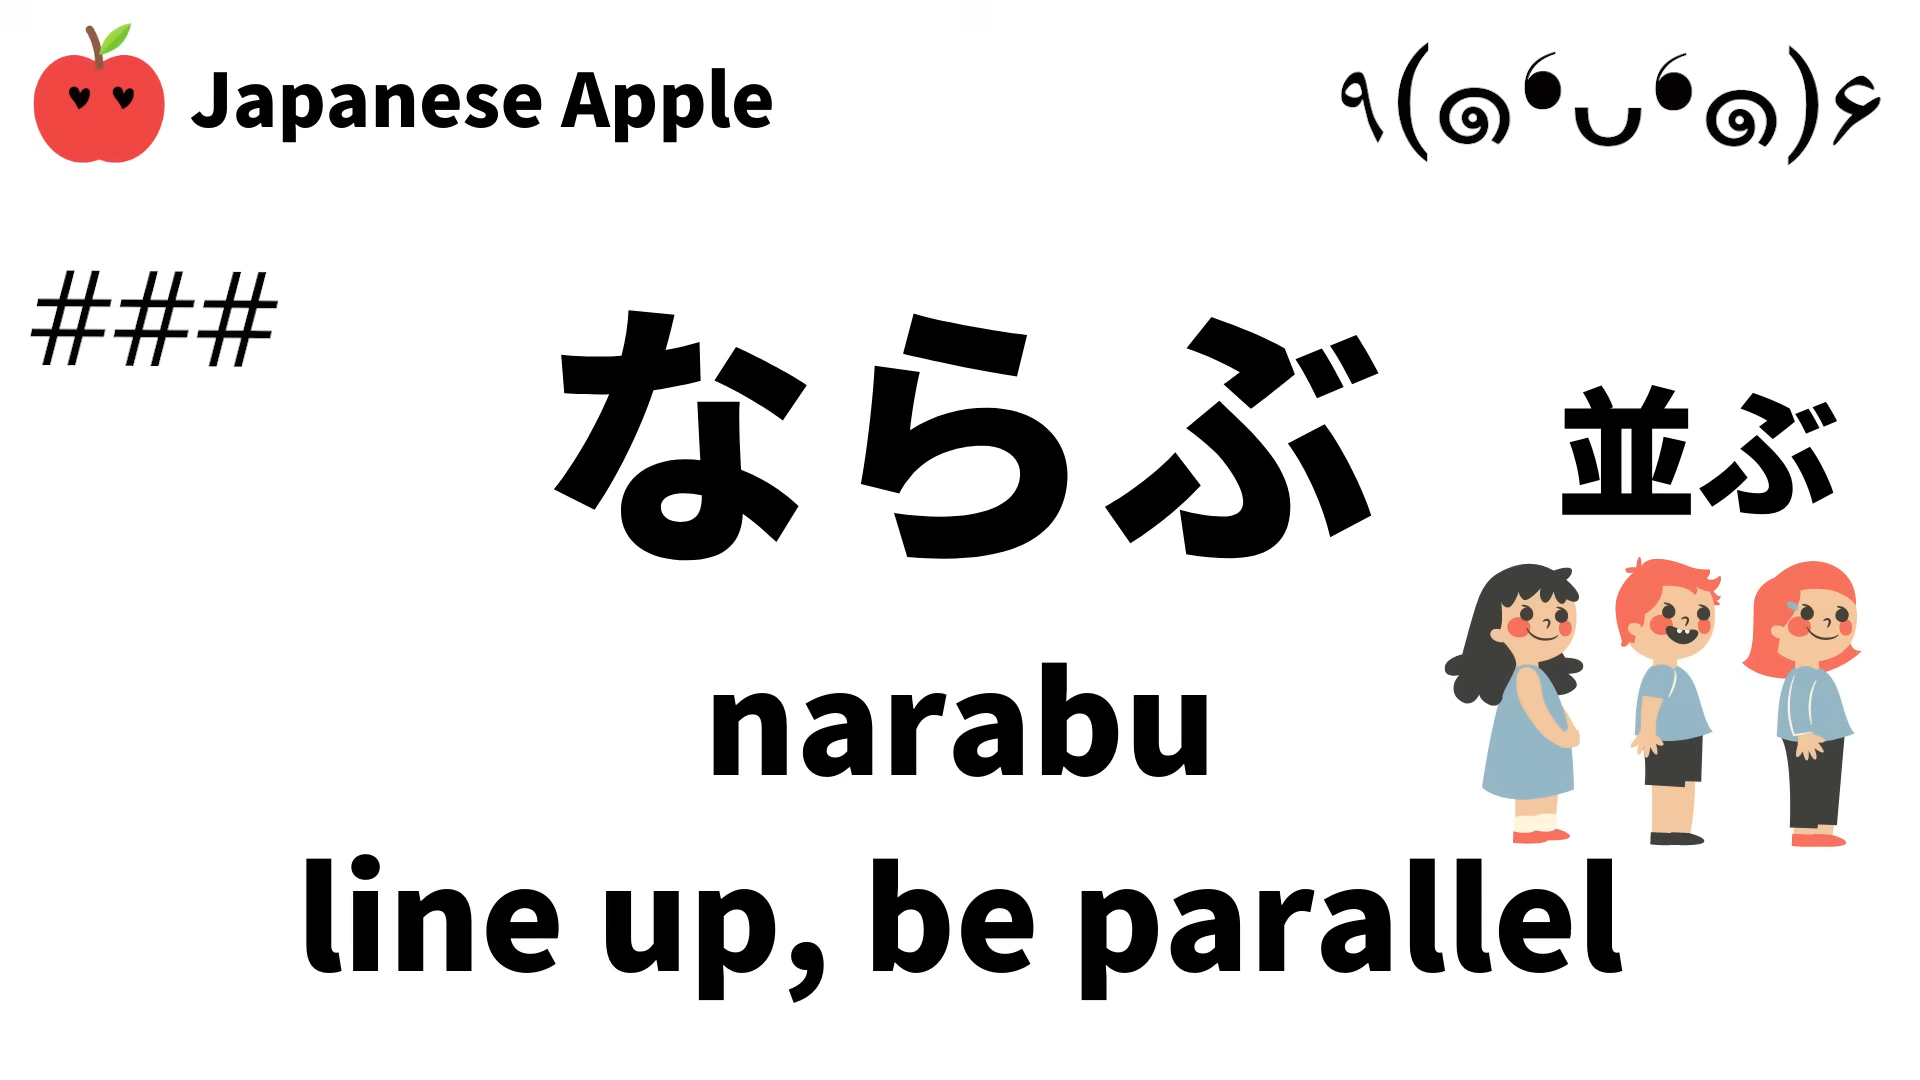 Japanese Apple
٩(๑❛ᴗ❛๑)۶
###
ならぶ
並ぶ
narabu
line up, be parallel